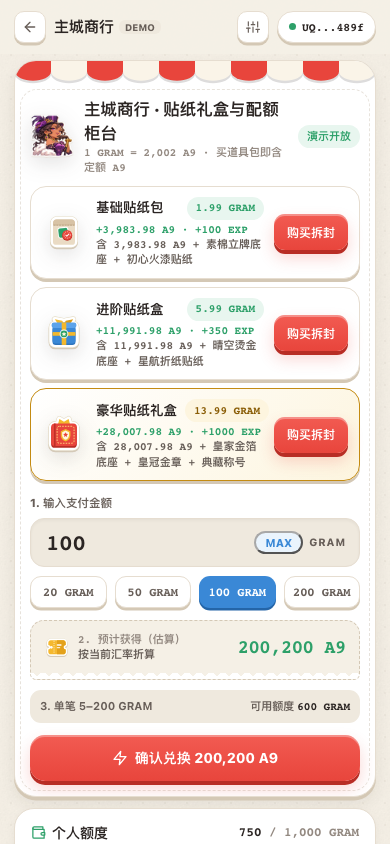 主城商行 DEMO
UQ...489f
主城商行·贴纸礼盒与配额
柜台
1 GRAM = 2,002 A9 · 买道具包即含
定额 A9
演示开放
基础贴纸包 1.99 GRAM
+3,983.98 A9 · +100 EXP
含 3,983.98 A9 + 素棉立牌底
座 + 初心火漆贴纸
购买拆封
进阶贴纸盒 5.99 GRAM
+11,991.98 A9 · +350 EXP
含 11,991.98 A9 + 晴空烫金
底座 + 星航折纸贴纸
购买拆封
豪华贴纸礼盒 13.99 GRAM
+28,007.98 A9 · +1000 EXP
含 28,007.98 A9 + 皇家金箔
底座 + 皇冠金章 + 典藏称号
购买拆封
1. 输入支付金额
100 MAX GRAM
20 GRAM 50 GRAM 100 GRAM 200 GRAM
2. 预计获得（估算）
按当前汇率折算
200,200 A9
3. 单笔 5–200 GRAM 可用额度 600 GRAM
确认兑换 200,200 A9
个人额度 750 / 1,000 GRAM